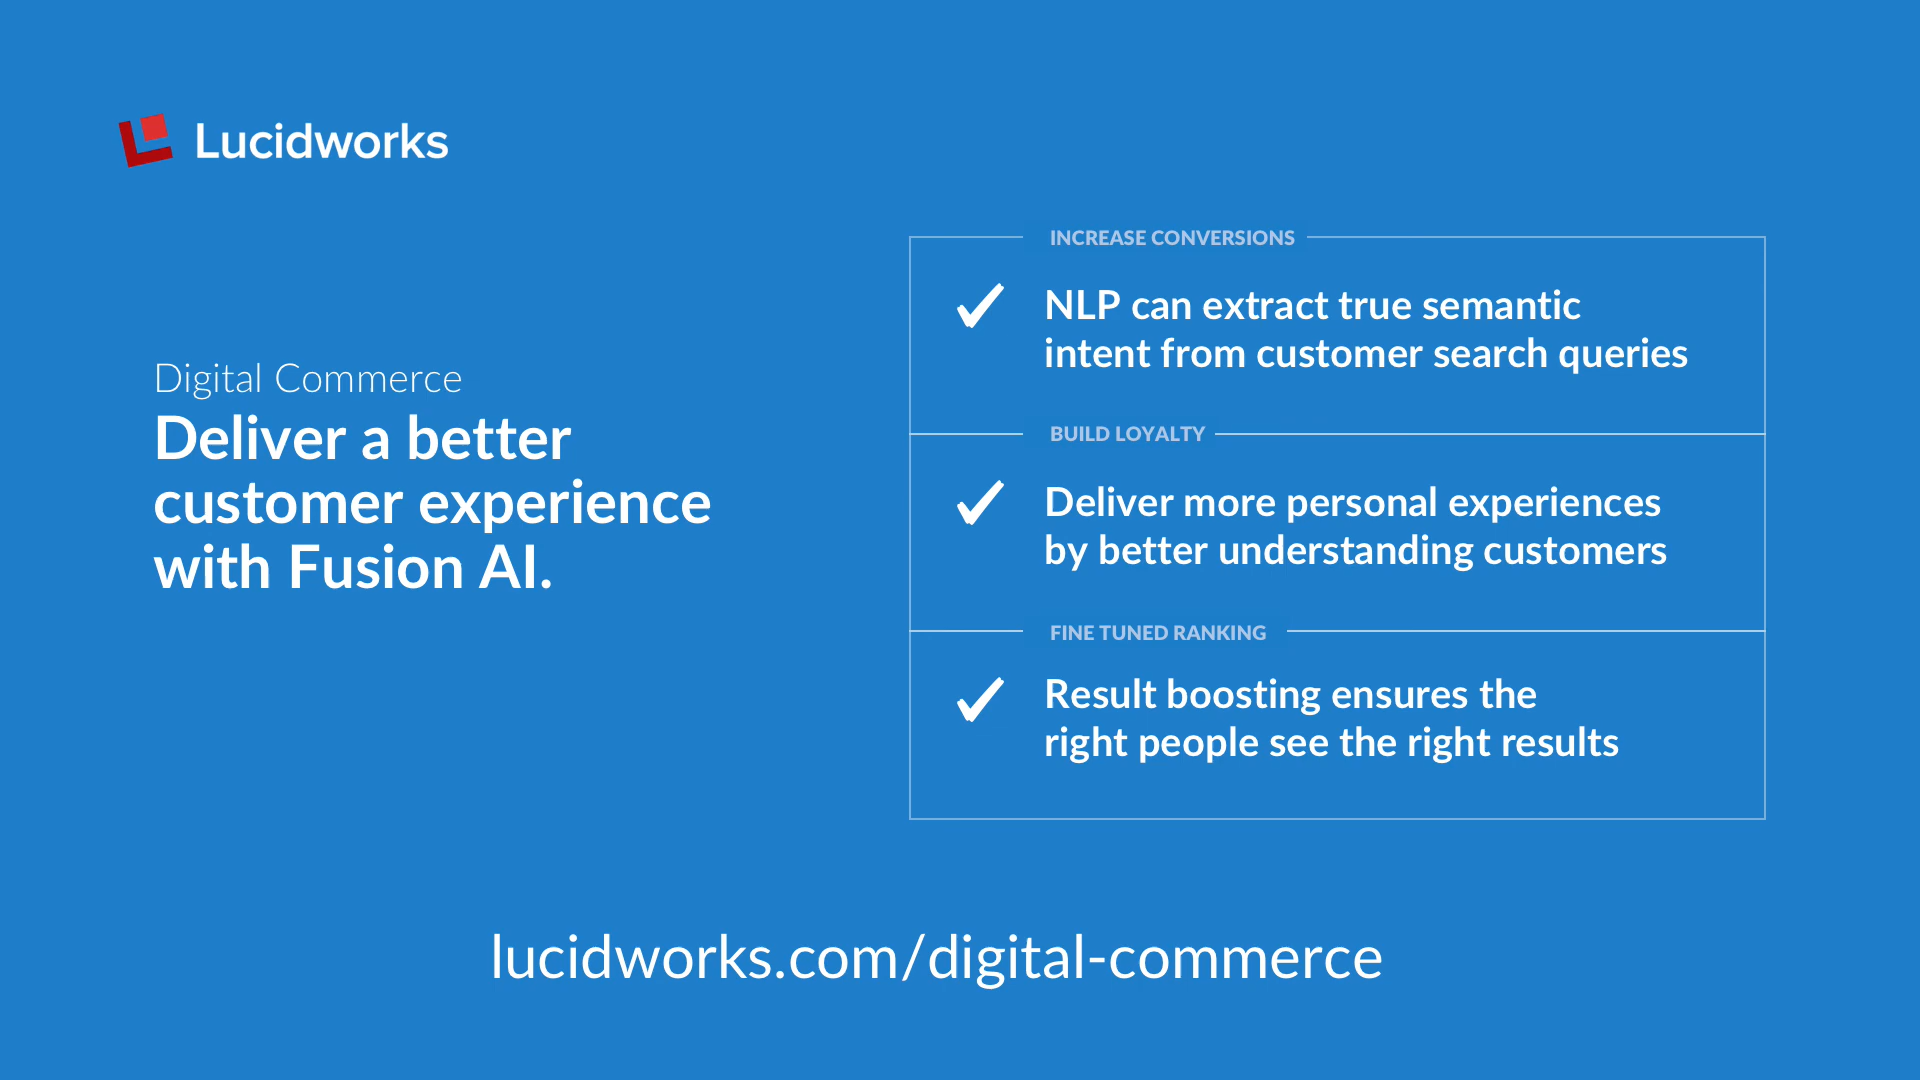 Lucidworks
Digital Commerce
Deliver a better
customer experience
with Fusion AI.
INCREASE CONVERSIONS
NLP can extract true semantic
intent from customer search queries
BUILD LOYALTY
Deliver more personal experiences
by better understanding customers
FINE TUNED RANKING
Result boosting ensures the
right people see the right results
lucidworks.com/digital-commerce